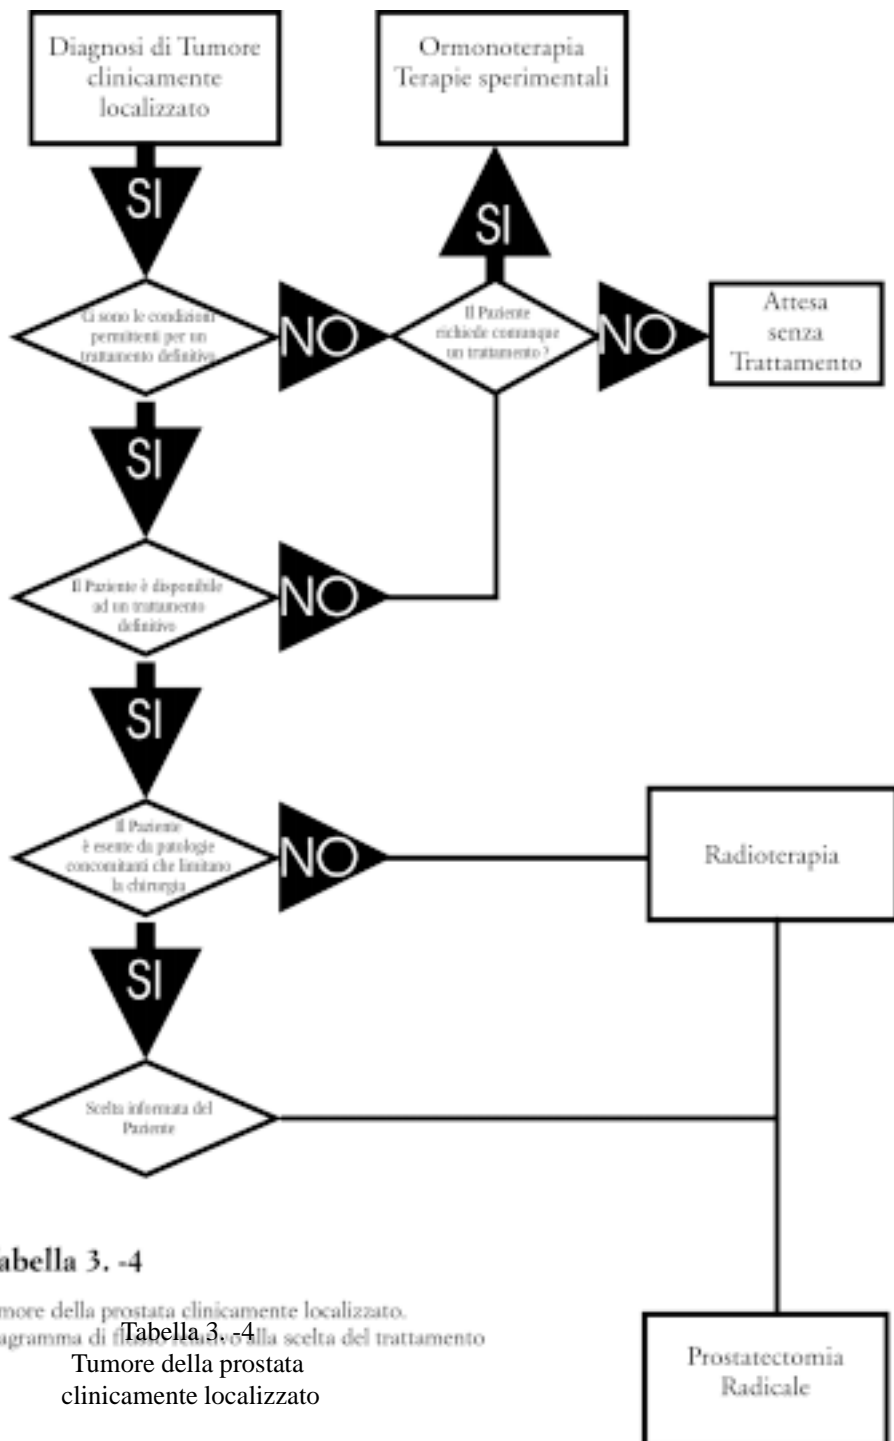 Diagnosi di Tumore
clinicamente
localizzato
Ormonoterapia
Terapie sperimentali
SI
SI
Ci sono le condizioni
permittenti per un
trattamento definitivo
NO
Il Paziente
richiede comunque
un trattamento ?
NO
Attesa
senza
Trattamento
SI
Il Paziente è disponibile
ad un trattamento
definitivo
NO
SI
Il Paziente
è esente da patologie
concomitanti che limitano
la chirurgia
NO
Radioterapia
SI
Scelta informata del
Paziente
abella 3. -4
more della prostata clinicamente localizzato.
agramma di flusso relativo alla scelta del trattamento
Tabella 3. -4
Tumore della prostata
clinicamente localizzato
Prostatectomia
Radicale